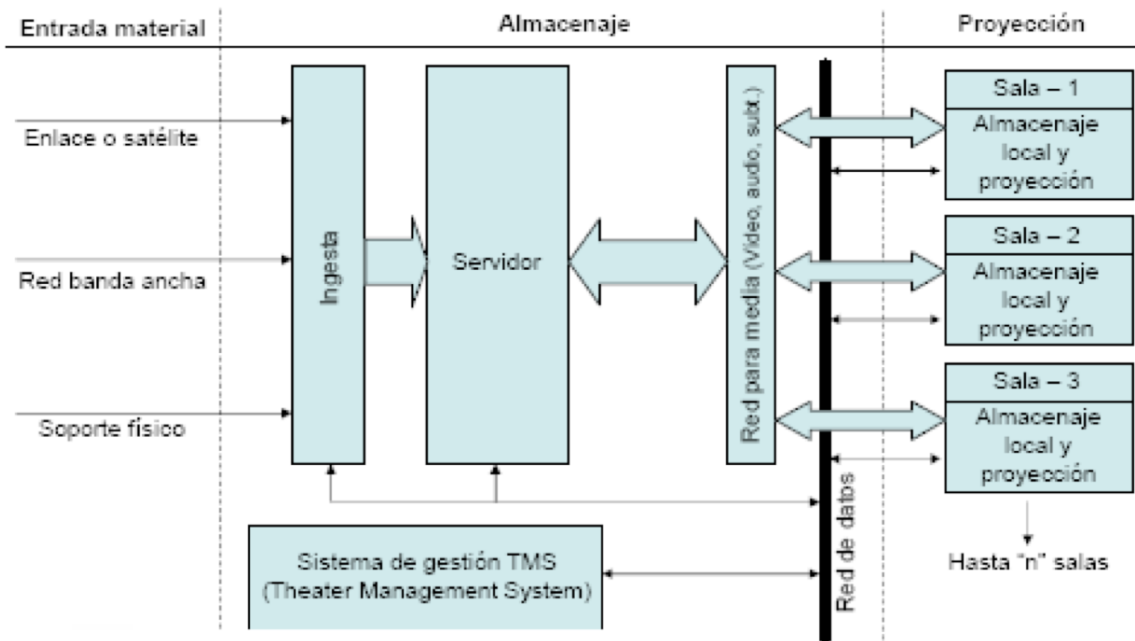 Entrada material
Almacenaje
Proyección
Enlace o satélite
Red banda ancha
Soporte físico
Ingesta
Servidor
Red para media (Vídeo, audio, subt.)
Sala – 1
Almacenaje
local y
proyección
Sala – 2
Almacenaje
local y
proyección
Sala – 3
Almacenaje
local y
proyección
Hasta "n" salas
Red de datos
Sistema de gestión TMS
(Theater Management System)